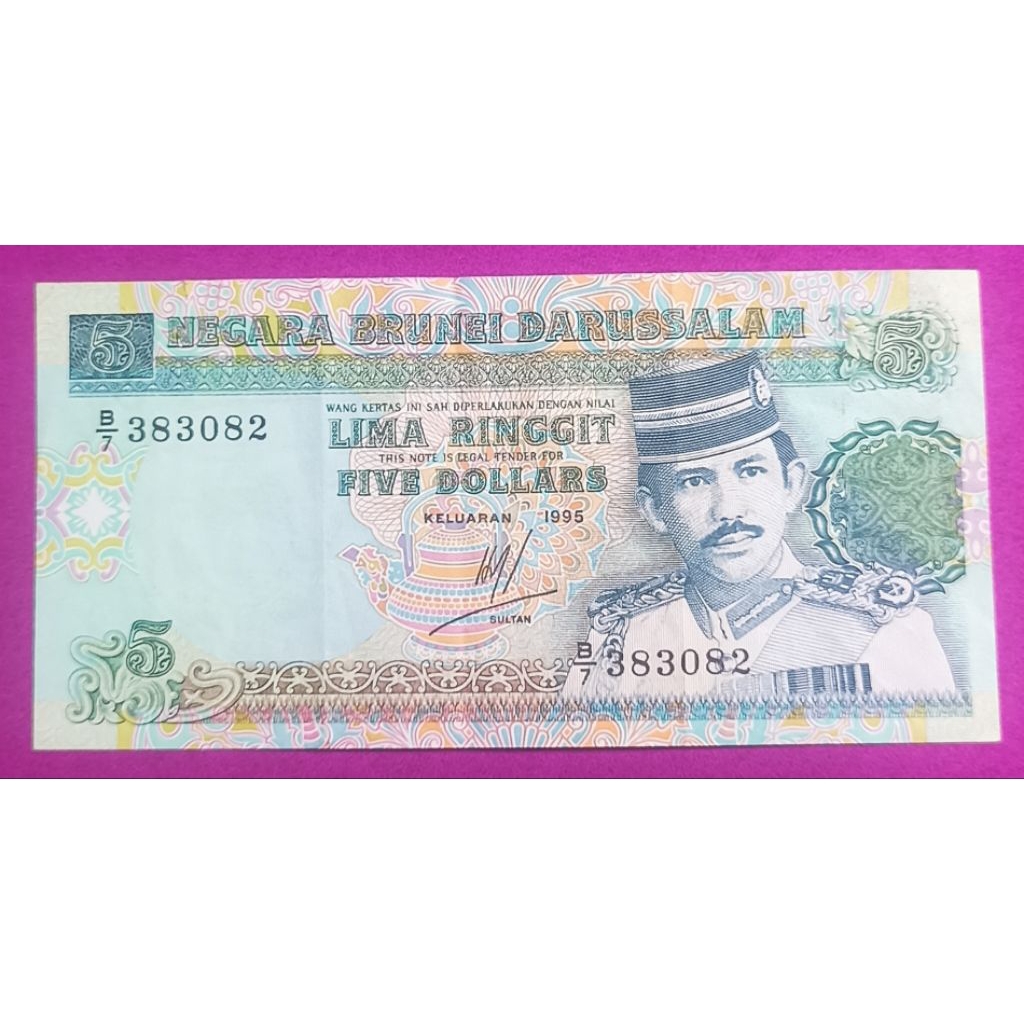 5 NEGARA BRUNEI DARUSSALAM 5
B/7 383082
WANG KERTAS INI SAH DIPERLAKUKAN DENGAN NILAI
LIMA RINGGIT
THIS NOTE IS LEGAL TENDER FOR
FIVE DOLLARS
KELUARAN 1995
SULTAN
5
B/7 383082